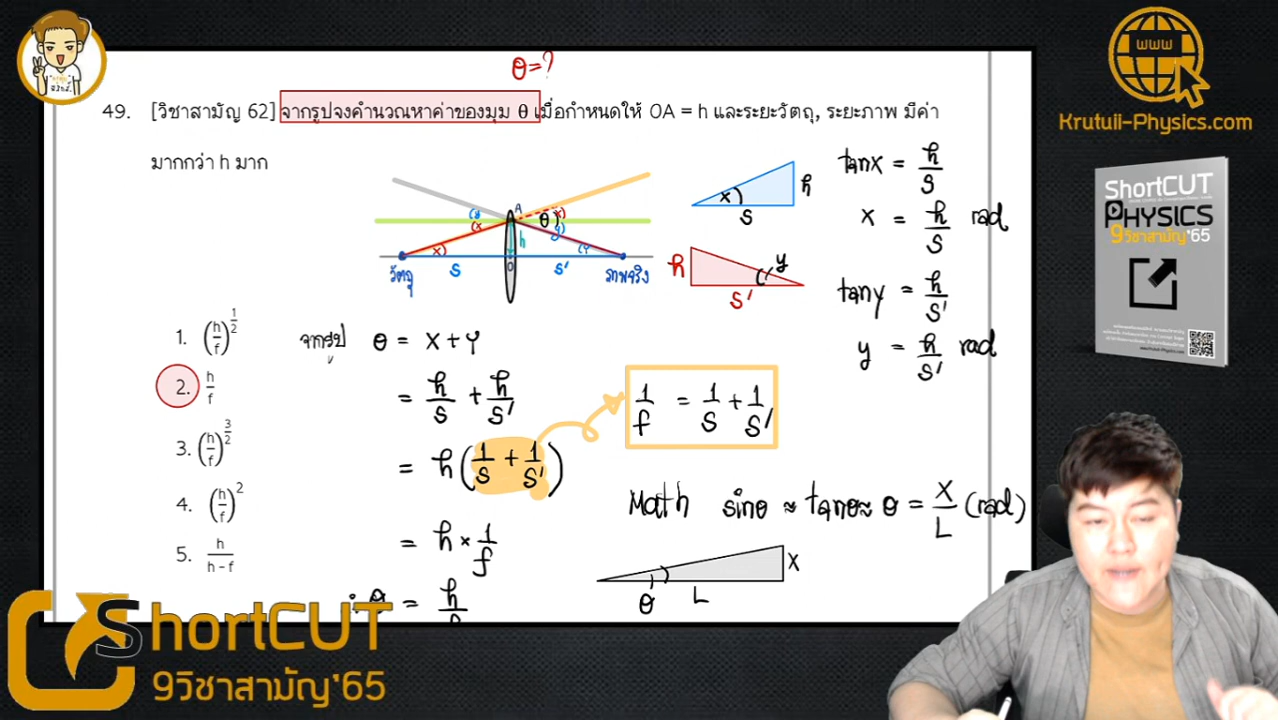 θ=?
49. [วิชาสามัญ 62] จากรูปจงคำนวณหาค่าของมุม θ เมื่อกำหนดให้ OA = h และระยะวัตถุ, ระยะภาพ มีค่า
มากกว่า h มาก
A
θ
h
O
x
y
s
s'
วัตถุ
ภาพจริง
x
s
h
h
s'
y
tanx = h/s
x = h/s rad
tany = h/s'
y = h/s' rad
1. (h/f)^1/2
2. h/f
3. (h/f)^3/2
4. (h/f)^2
5. h/(h-f)
จากรูป θ = x+y
= h/s + h/s'
= h(1/s + 1/s')
= h × 1/f
1/f = 1/s + 1/s'
Math sinθ ≈ tanθ ≈ θ = X/L (rad)
θ
L
X
WWW
Krutuii-Physics.com
ShortCUT
PHYSICS
9วิชาสามัญ'65
ShortCUT
9วิชาสามัญ'65